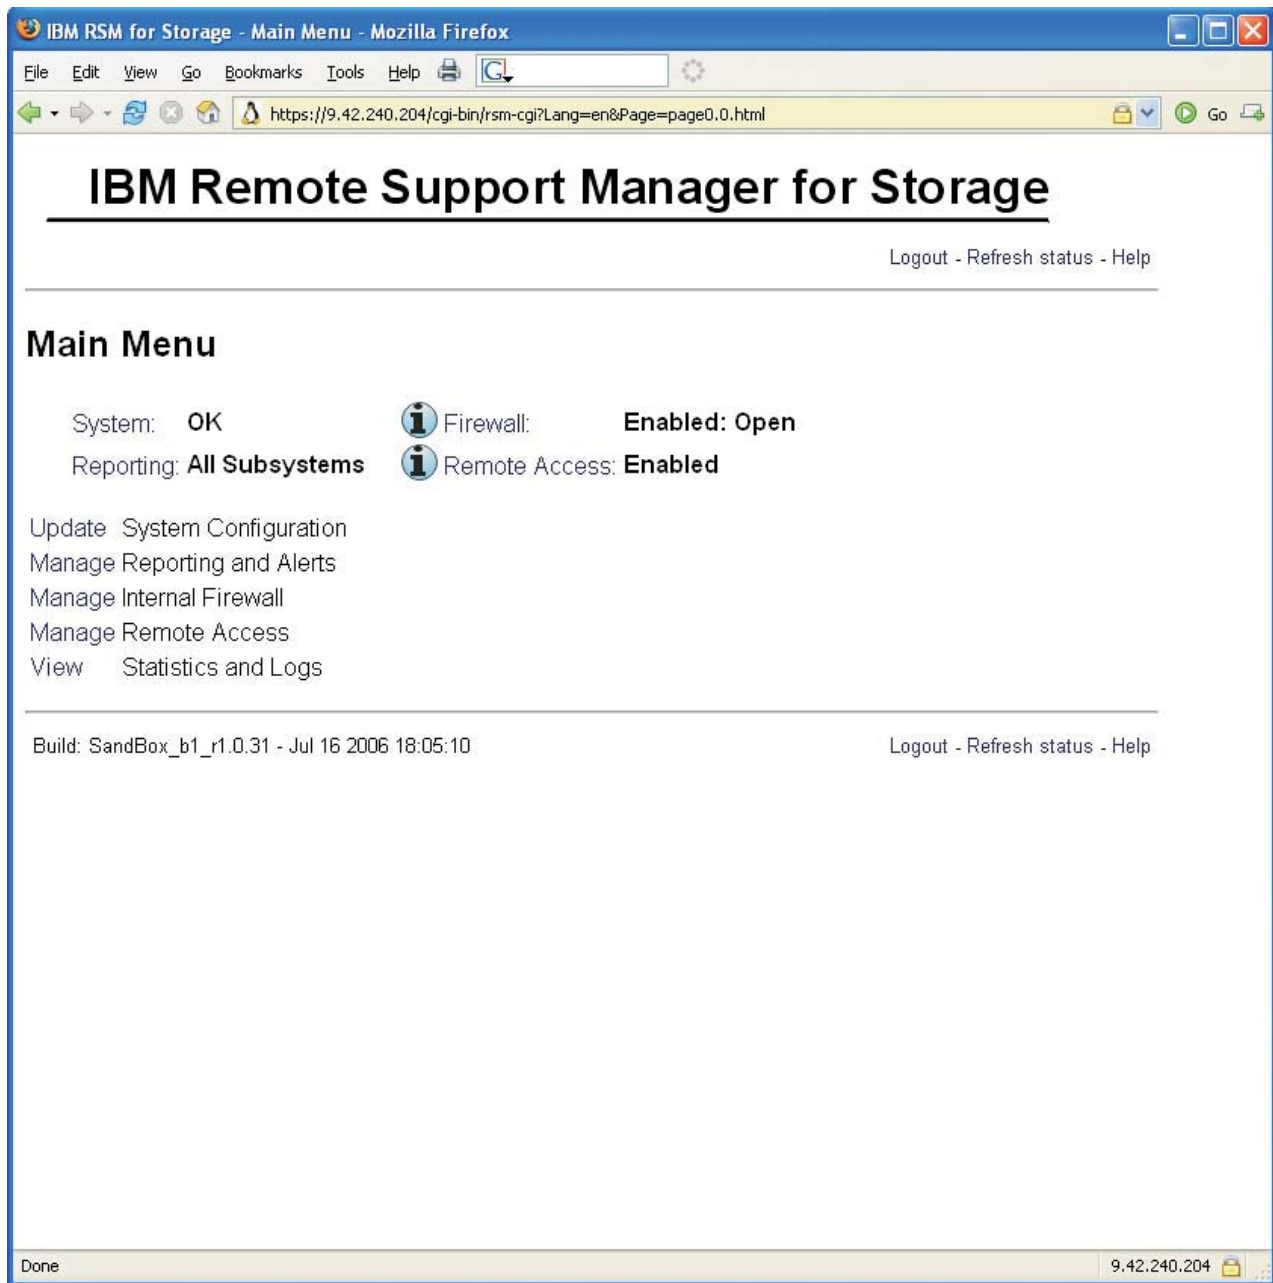 IBM RSM for Storage - Main Menu - Mozilla Firefox
File Edit View Go Bookmarks Tools Help G
https://9.42.240.204/cgi-bin/rsm-cgi?Lang=en&Page=page0.0.html Go
IBM Remote Support Manager for Storage
Logout - Refresh status - Help
Main Menu
System: OK i Firewall: Enabled: Open
Reporting: All Subsystems i Remote Access: Enabled
Update System Configuration
Manage Reporting and Alerts
Manage Internal Firewall
Manage Remote Access
View Statistics and Logs
Build: SandBox_b1_r1.0.31 - Jul 16 2006 18:05:10 Logout - Refresh status - Help
Done 9.42.240.204